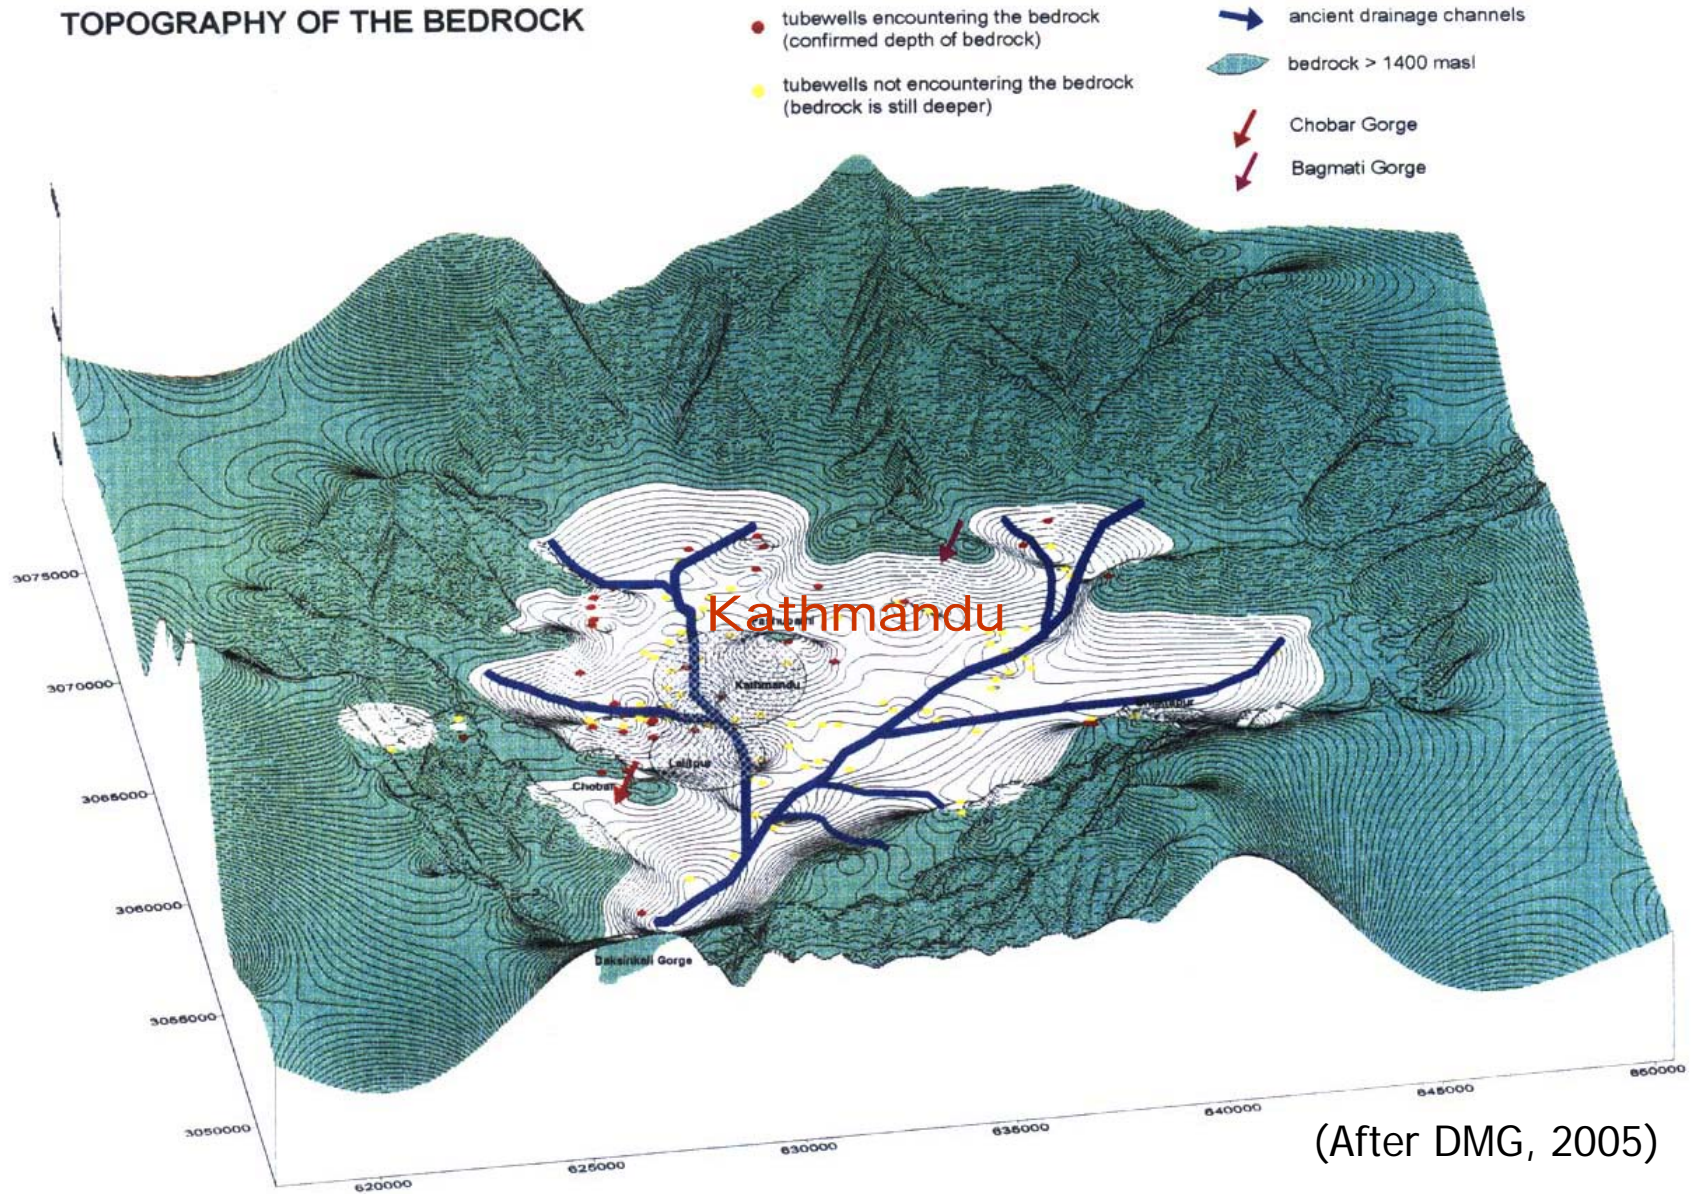 TOPOGRAPHY OF THE BEDROCK
tubewells encountering the bedrock
(confirmed depth of bedrock)
tubewells not encountering the bedrock
(bedrock is still deeper)
ancient drainage channels
bedrock > 1400 masl
Chobar Gorge
Bagmati Gorge
3075000
3070000
3065000
3060000
3055000
3050000
Kathmandu
Kathmandu
Lalitpur
Chobar
Daksinkali Gorge
620000
625000
630000
635000
640000
645000
650000
(After DMG, 2005)